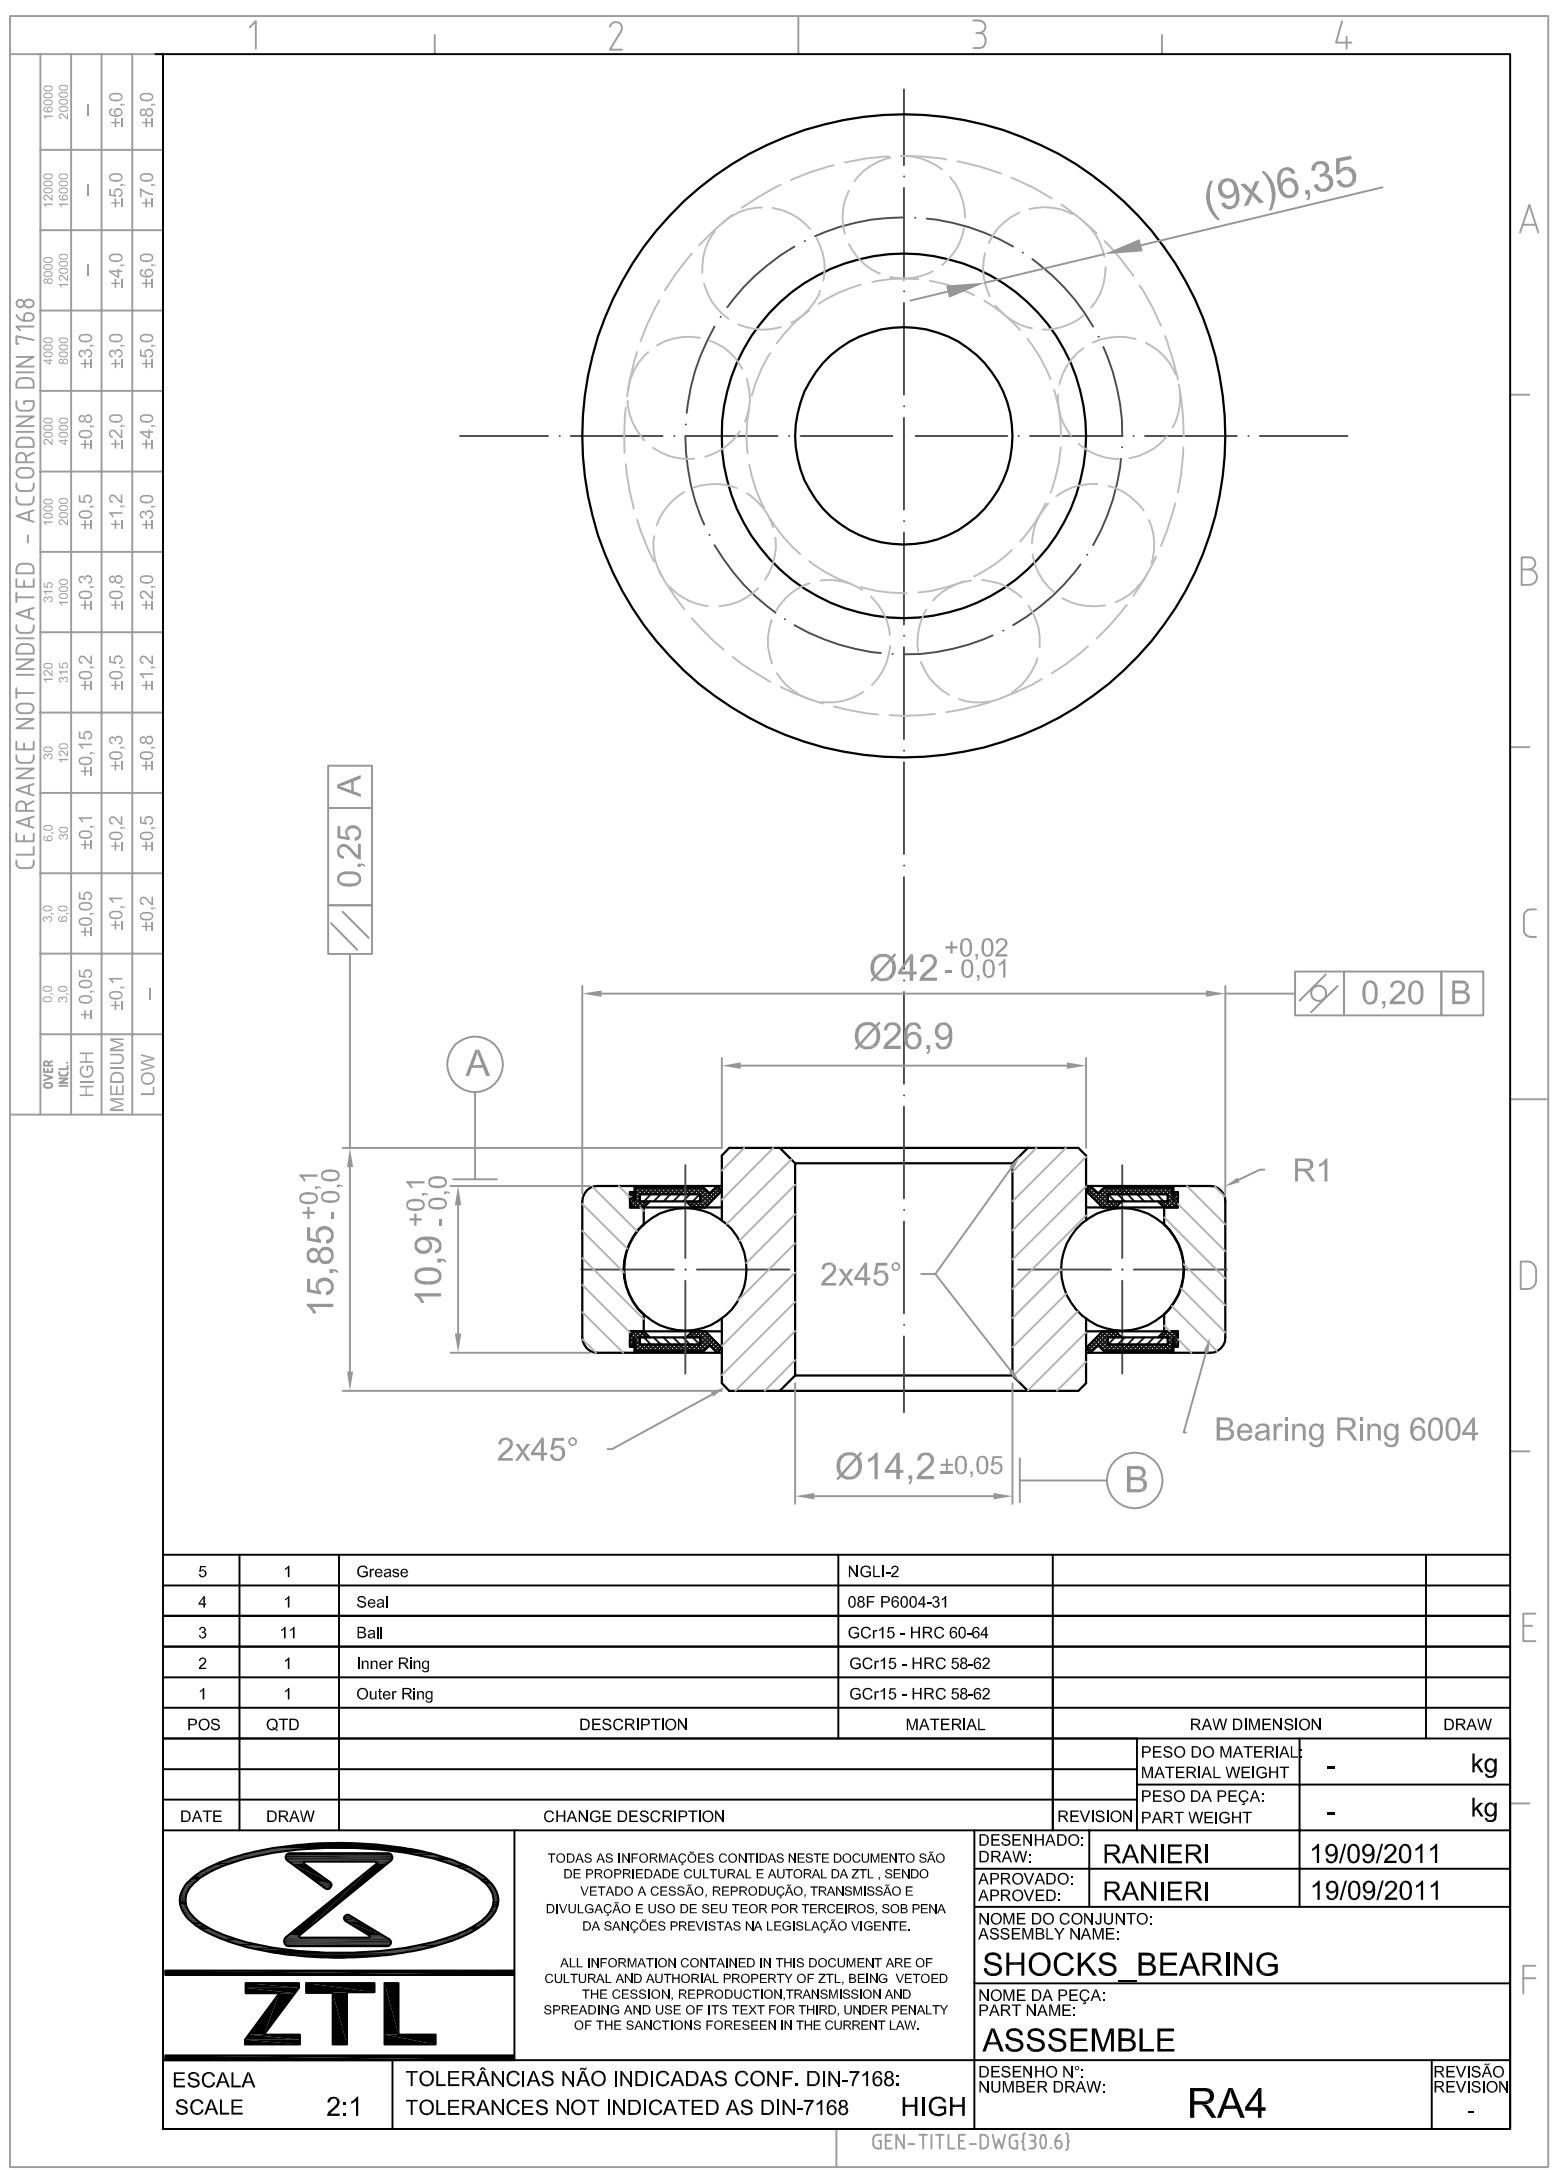 1 2 3 4
CLEARANCE NOT INDICATED - ACCORDING DIN 7168
16000 20000 - ±6,0 ±8,0
12000 16000 - ±5,0 ±7,0
8000 12000 - ±4,0 ±6,0
4000 8000 ±3,0 ±3,0 ±5,0
2000 4000 ±0,8 ±2,0 ±4,0
1000 2000 ±0,5 ±1,2 ±3,0
315 1000 ±0,3 ±0,8 ±2,0
120 315 ±0,2 ±0,5 ±1,2
30 120 ±0,15 ±0,3 ±0,8
6,0 30 ±0,1 ±0,2 ±0,5
3,0 6,0 ±0,05 ±0,1 ±0,2
0,0 3,0 ± 0,05 ±0,1 -
OVER INCL. HIGH MEDIUM LOW
A
B
C
D
E
F
(9x)6,35
// 0,25 A
Ø42 +0,02 - 0,01
0,20 B
Ø26,9
A
R1
15,85 +0,1 - 0,0
10,9 +0,1 - 0,0
2x45°
2x45°
Bearing Ring 6004
Ø14,2 ±0,05
B
5 1 Grease NGLI-2
4 1 Seal 08F P6004-31
3 11 Ball GCr15 - HRC 60-64
2 1 Inner Ring GCr15 - HRC 58-62
1 1 Outer Ring GCr15 - HRC 58-62
POS QTD DESCRIPTION MATERIAL RAW DIMENSION DRAW
PESO DO MATERIAL:
MATERIAL WEIGHT - kg
PESO DA PEÇA:
PART WEIGHT - kg
DATE DRAW CHANGE DESCRIPTION REVISION
ZTL
TODAS AS INFORMAÇÕES CONTIDAS NESTE DOCUMENTO SÃO
DE PROPRIEDADE CULTURAL E AUTORAL DA ZTL , SENDO
VETADO A CESSÃO, REPRODUÇÃO, TRANSMISSÃO E
DIVULGAÇÃO E USO DE SEU TEOR POR TERCEIROS, SOB PENA
DA SANÇÕES PREVISTAS NA LEGISLAÇÃO VIGENTE.
ALL INFORMATION CONTAINED IN THIS DOCUMENT ARE OF
CULTURAL AND AUTHORIAL PROPERTY OF ZTL, BEING VETOED
THE CESSION, REPRODUCTION,TRANSMISSION AND
SPREADING AND USE OF ITS TEXT FOR THIRD, UNDER PENALTY
OF THE SANCTIONS FORESEEN IN THE CURRENT LAW.
DESENHADO:
DRAW: RANIERI 19/09/2011
APROVADO:
APROVED: RANIERI 19/09/2011
NOME DO CONJUNTO:
ASSEMBLY NAME:
SHOCKS_BEARING
NOME DA PEÇA:
PART NAME:
ASSSEMBLE
ESCALA
SCALE 2:1
TOLERÂNCIAS NÃO INDICADAS CONF. DIN-7168:
TOLERANCES NOT INDICATED AS DIN-7168 HIGH
DESENHO N°:
NUMBER DRAW: RA4
REVISÃO
REVISION
-
GEN-TITLE-DWG{30.6}